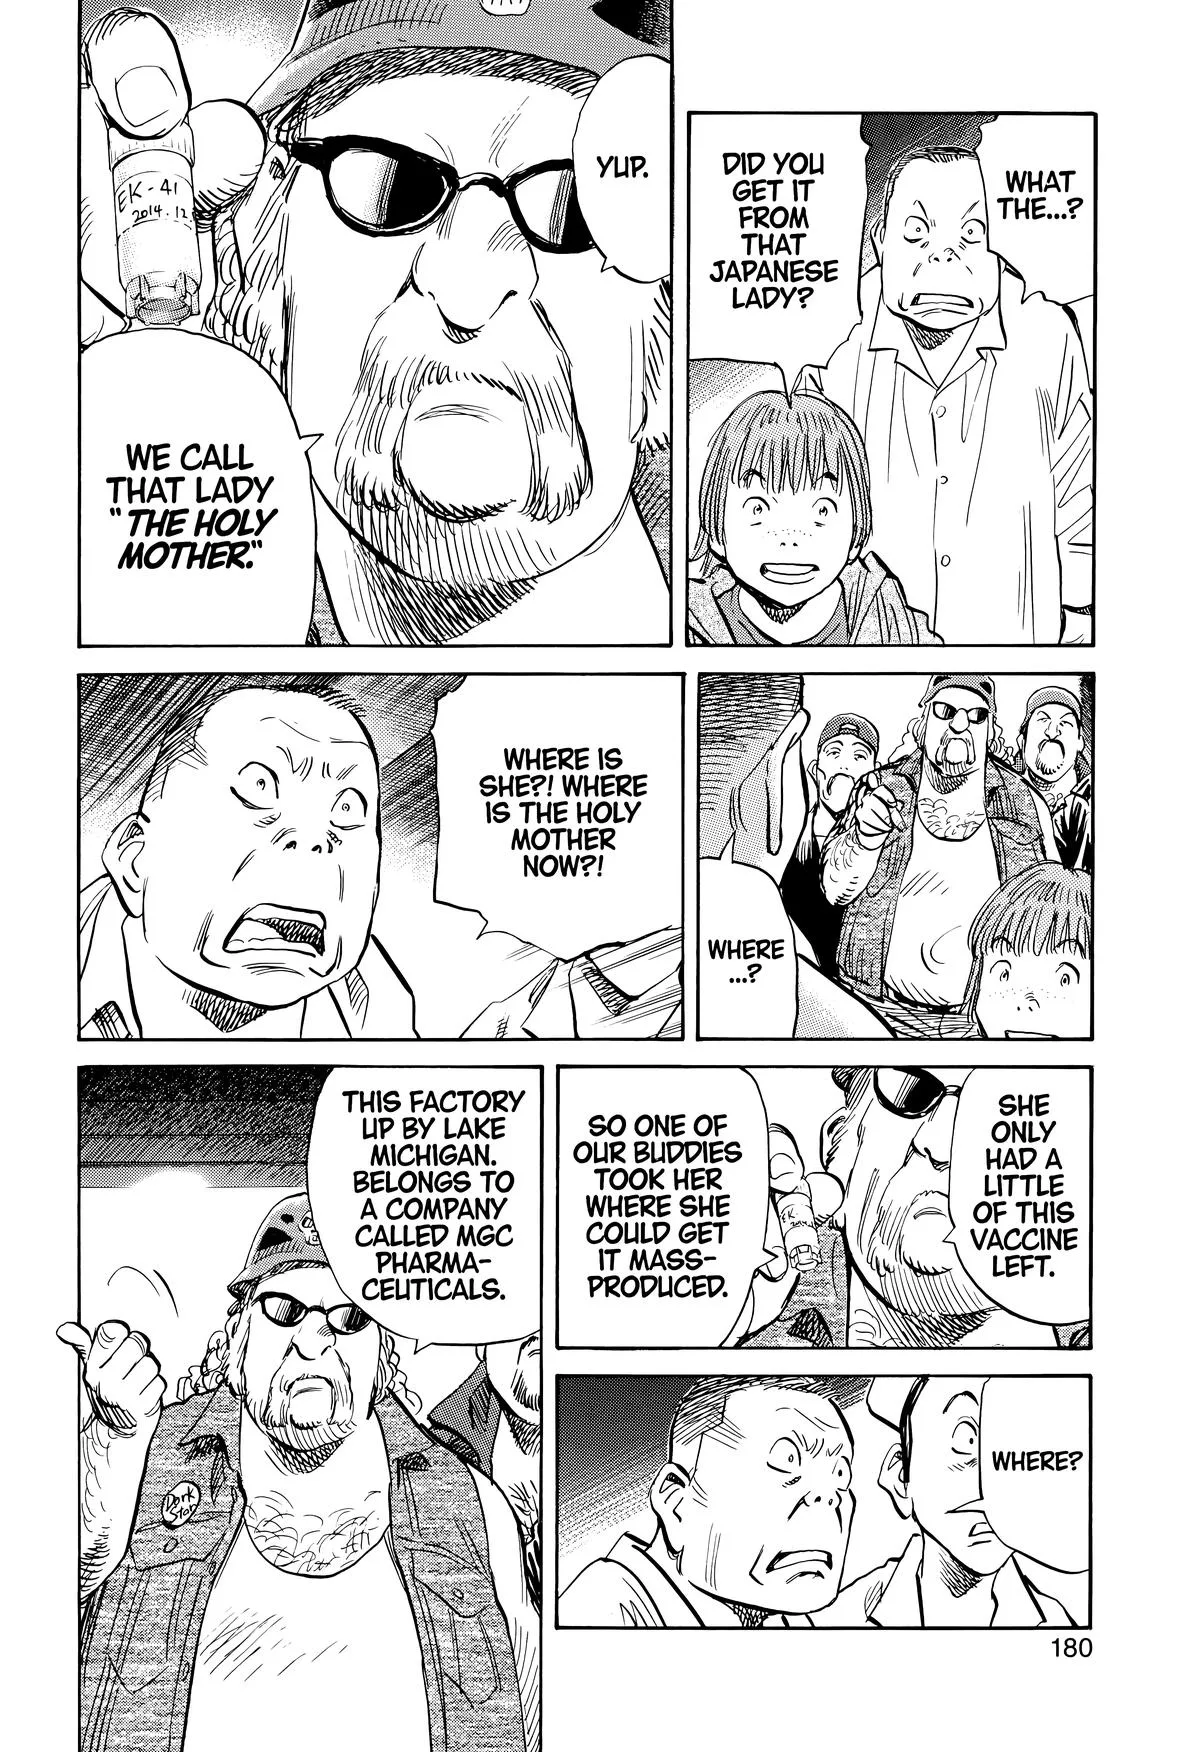 WHAT
THE...?
DID YOU
GET IT
FROM
THAT
JAPANESE
LADY?
YUP.
EK-41
2014.12.
WE CALL
THAT LADY
"THE HOLY
MOTHER."
WHERE
...?
WHERE IS
SHE?! WHERE
IS THE HOLY
MOTHER
NOW?!
SHE
ONLY
HAD A
LITTLE
OF THIS
VACCINE
LEFT.
SO ONE OF
OUR BUDDIES
TOOK HER
WHERE SHE
COULD GET
IT MASS-
PRODUCED.
WHERE?
THIS FACTORY
UP BY LAKE
MICHIGAN.
BELONGS TO
A COMPANY
CALLED MGC
PHARMA-
CEUTICALS.
Dark
Star
180